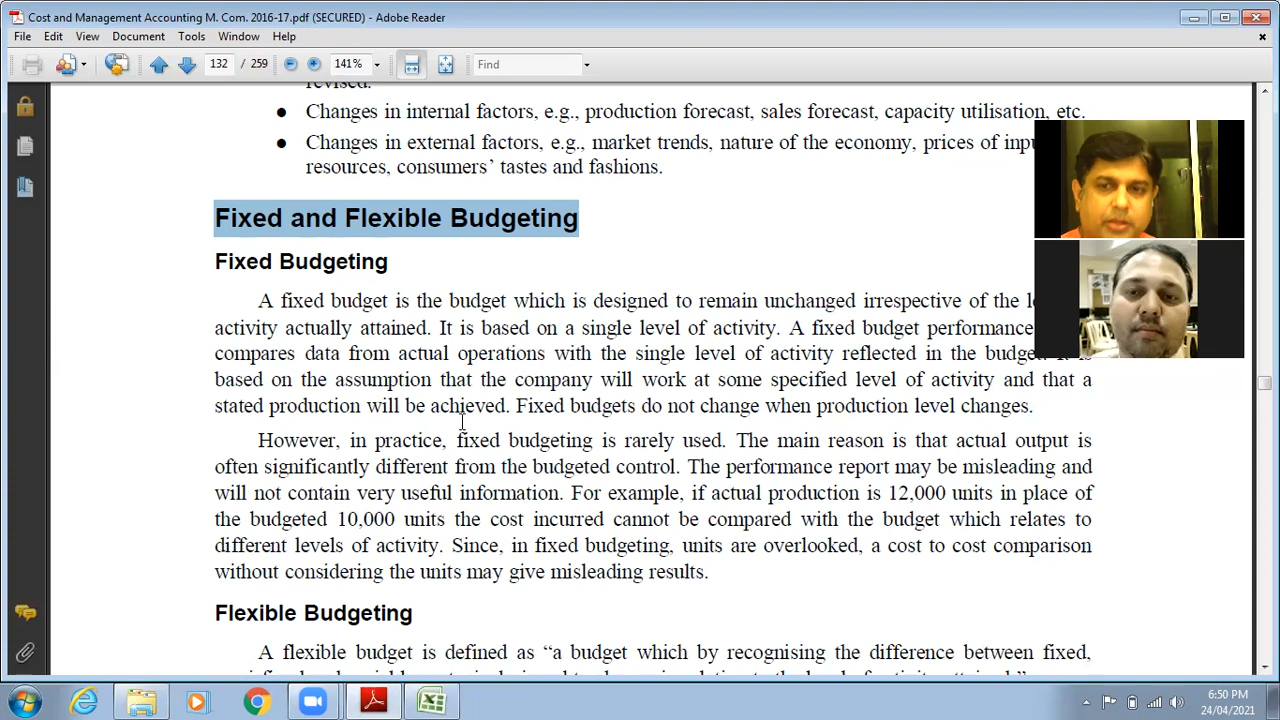 Cost and Management Accounting M. Com. 2016-17.pdf (SECURED) - Adobe Reader
File Edit View Document Tools Window Help
132 / 259 141% Find
revised.
● Changes in internal factors, e.g., production forecast, sales forecast, capacity utilisation, etc.
● Changes in external factors, e.g., market trends, nature of the economy, prices of
resources, consumers’ tastes and fashions.
Fixed and Flexible Budgeting
Fixed Budgeting
A fixed budget is the budget which is designed to remain unchanged irrespective of the
activity actually attained. It is based on a single level of activity. A fixed budget performance
compares data from actual operations with the single level of activity reflected in the budget. It is
based on the assumption that the company will work at some specified level of activity and that a
stated production will be achieved. Fixed budgets do not change when production level changes.
However, in practice, fixed budgeting is rarely used. The main reason is that actual output is
often significantly different from the budgeted control. The performance report may be misleading and
will not contain very useful information. For example, if actual production is 12,000 units in place of
the budgeted 10,000 units the cost incurred cannot be compared with the budget which relates to
different levels of activity. Since, in fixed budgeting, units are overlooked, a cost to cost comparison
without considering the units may give misleading results.
Flexible Budgeting
A flexible budget is defined as “a budget which by recognising the difference between fixed,
6:50 PM
24/04/2021